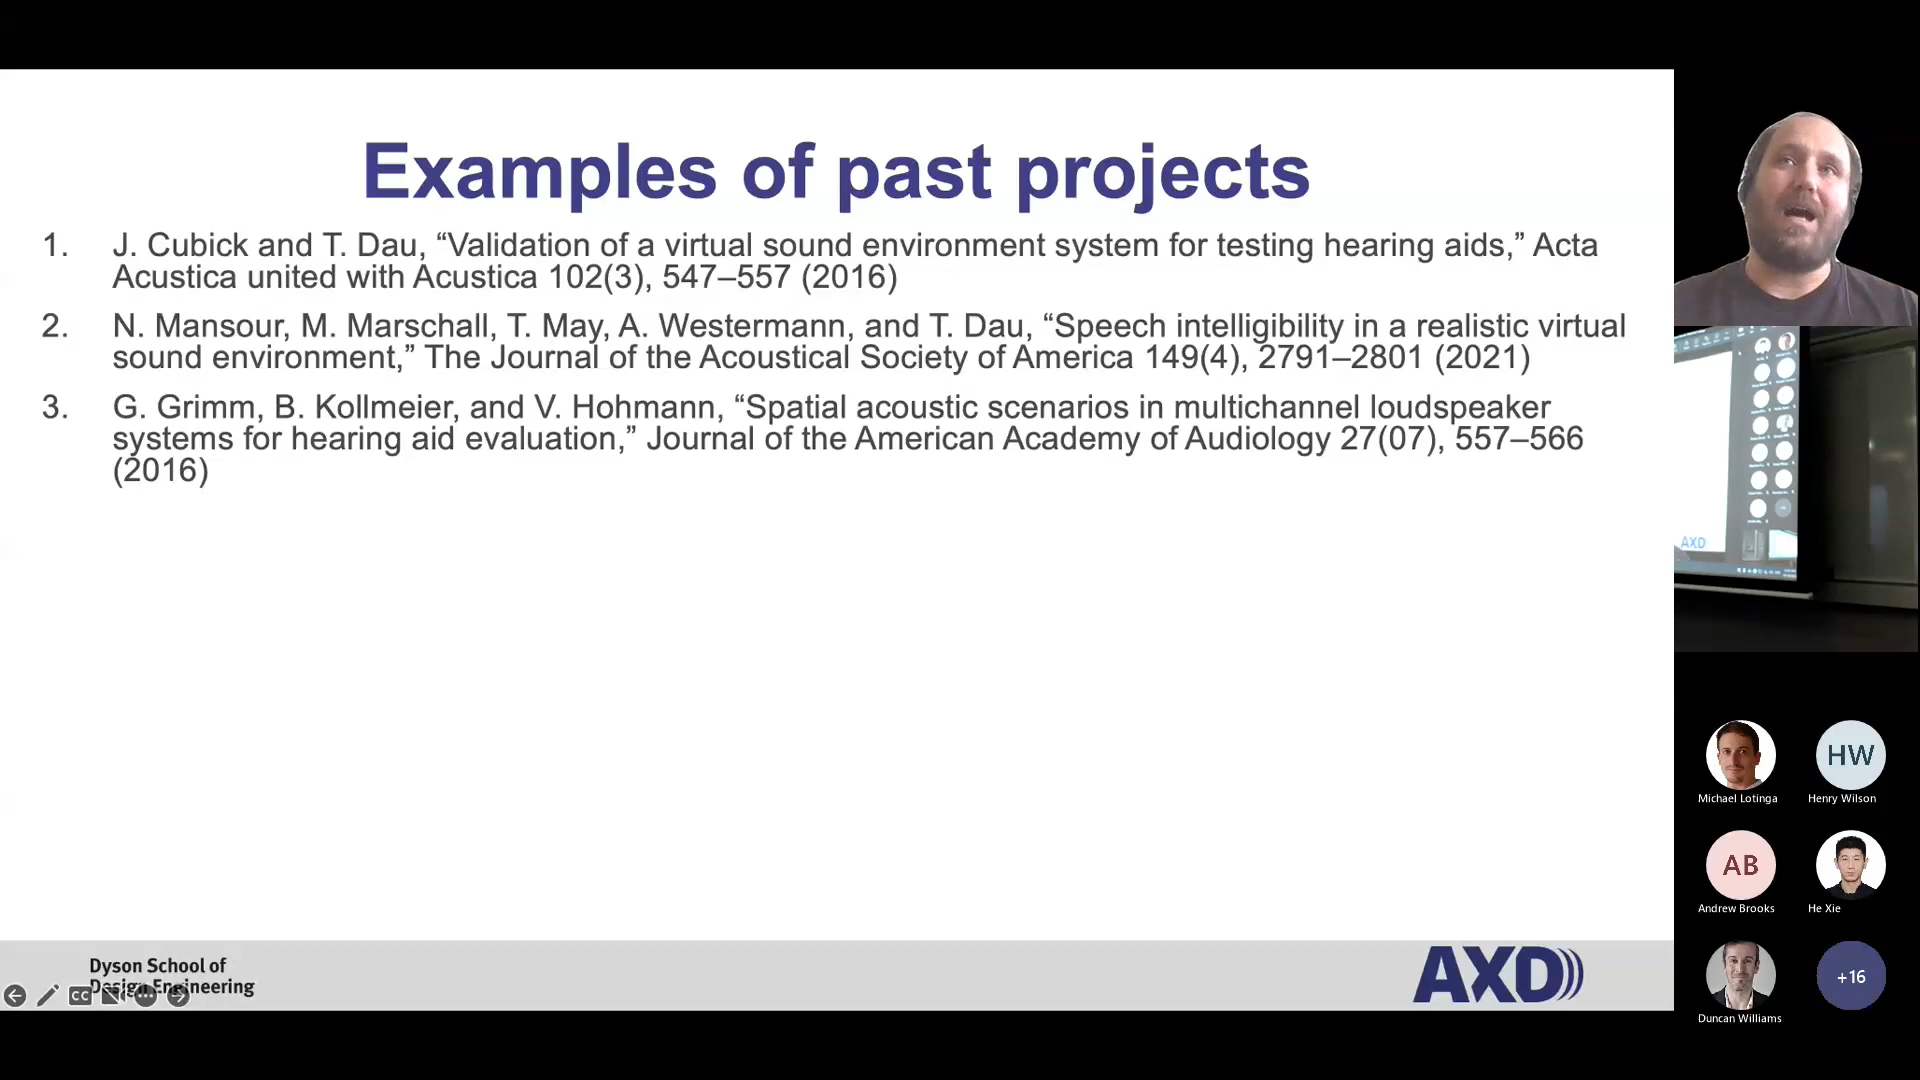 Examples of past projects
1. J. Cubick and T. Dau, “Validation of a virtual sound environment system for testing hearing aids,” Acta
Acustica united with Acustica 102(3), 547–557 (2016)
2. N. Mansour, M. Marschall, T. May, A. Westermann, and T. Dau, “Speech intelligibility in a realistic virtual
sound environment,” The Journal of the Acoustical Society of America 149(4), 2791–2801 (2021)
3. G. Grimm, B. Kollmeier, and V. Hohmann, “Spatial acoustic scenarios in multichannel loudspeaker
systems for hearing aid evaluation,” Journal of the American Academy of Audiology 27(07), 557–566
(2016)
Dyson School of
Design Engineering
CC
AXD
AXD
HW
Michael Lotinga
Henry Wilson
AB
Andrew Brooks
He Xie
+16
Duncan Williams